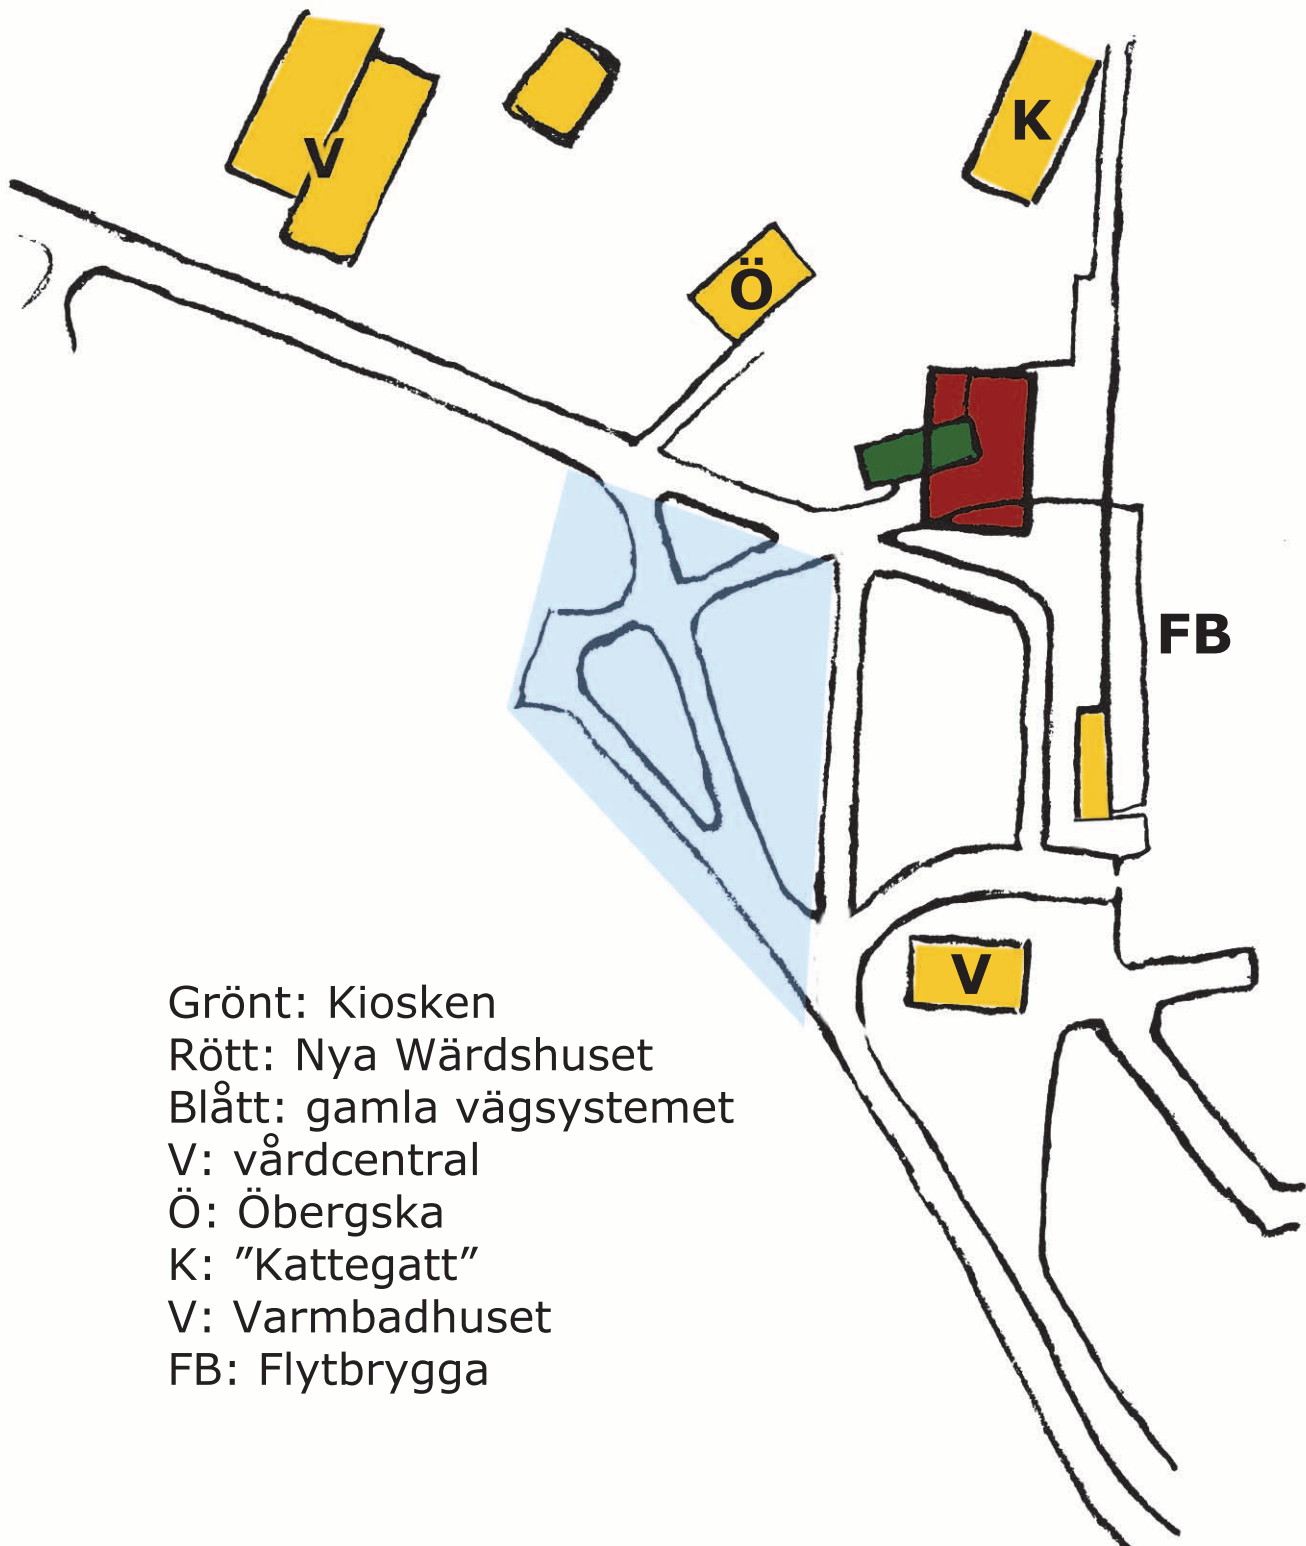 V
K
Ö
FB
V
Grönt: Kiosken
Rött: Nya Wärdshuset
Blått: gamla vägsystemet
V: vårdcentral
Ö: Öbergska
K: ”Kattegatt”
V: Varmbadhuset
FB: Flytbrygga